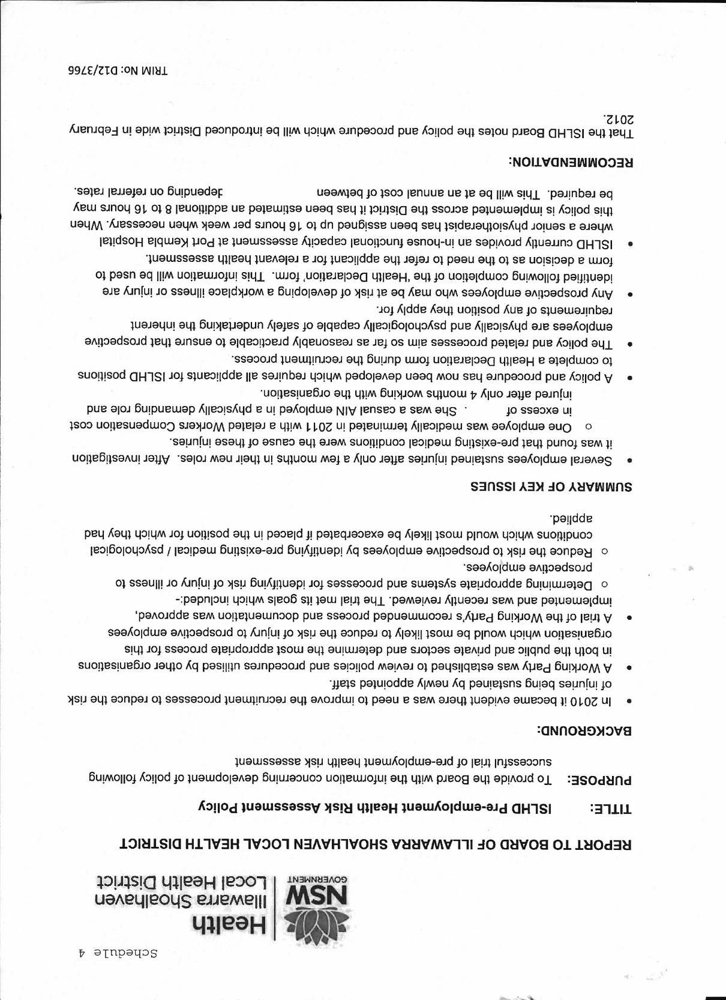 Schedule 4
NSW
GOVERNMENT
Health
Illawarra Shoalhaven
Local Health District
REPORT TO BOARD OF ILLAWARRA SHOALHAVEN LOCAL HEALTH DISTRICT
TITLE: ISLHD Pre-employment Health Risk Assessment Policy
PURPOSE: To provide the Board with the information concerning development of policy following
successful trial of pre-employment health risk assessment
BACKGROUND:
• In 2010 it became evident there was a need to improve the recruitment processes to reduce the risk
of injuries being sustained by newly appointed staff.
• A Working Party was established to review policies and procedures utilised by other organisations
in both the public and private sectors and determine the most appropriate process for this
organisation which would be most likely to reduce the risk of injury to prospective employees
• A trial of the Working Party's recommended process and documentation was approved,
implemented and was recently reviewed. The trial met its goals which included:-
o Determining appropriate systems and processes for identifying risk of injury or illness to
prospective employees.
o Reduce the risk to prospective employees by identifying pre-existing medical / psychological
conditions which would most likely be exacerbated if placed in the position for which they had
applied.
SUMMARY OF KEY ISSUES
• Several employees sustained injuries after only a few months in their new roles. After investigation
it was found that pre-existing medical conditions were the cause of these injuries.
o One employee was medically terminated in 2011 with a related Workers Compensation cost
in excess of . She was a casual AIN employed in a physically demanding role and
injured after only 4 months working with the organisation.
• A policy and procedure has now been developed which requires all applicants for ISLHD positions
to complete a Health Declaration form during the recruitment process.
• The policy and related processes aim so far as reasonably practicable to ensure that prospective
employees are physically and psychologically capable of safely undertaking the inherent
requirements of any position they apply for.
• Any prospective employees who may be at risk of developing a workplace illness or injury are
identified following completion of the 'Health Declaration' form. This information will be used to
form a decision as to the need to refer the applicant for a relevant health assessment.
• ISLHD currently provides an in-house functional capacity assessment at Port Kembla Hospital
where a senior physiotherapist has been assigned up to 16 hours per week when necessary. When
this policy is implemented across the District it has been estimated an additional 8 to 16 hours may
be required. This will be at an annual cost of between depending on referral rates.
RECOMMENDATION:
That the ISLHD Board notes the policy and procedure which will be introduced District wide in February
2012.
TRIM No: D12/3766